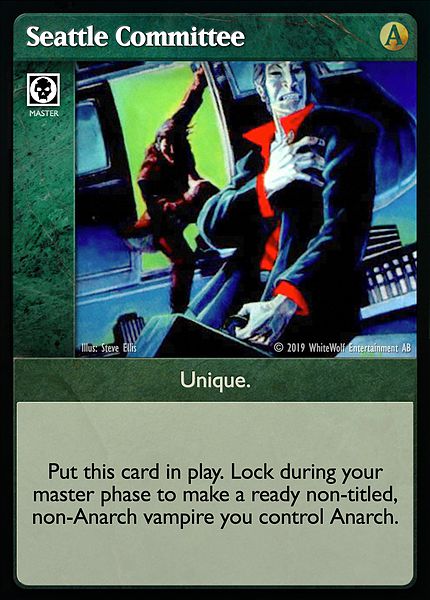 Seattle Committee
A
MASTER
Illus: Steve Ellis
© 2019 WhiteWolf Entertainment AB
Unique.
Put this card in play. Lock during your
master phase to make a ready non-titled,
non-Anarch vampire you control Anarch.